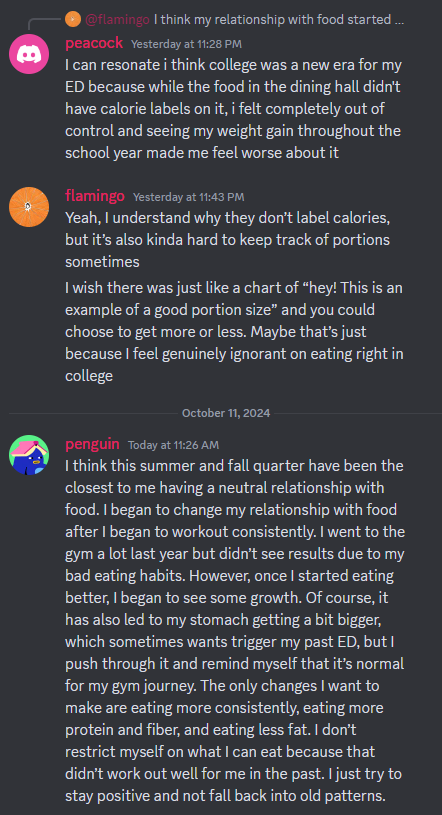 @flamingo I think my relationship with food started ...
peacock Yesterday at 11:28 PM
I can resonate i think college was a new era for my
ED because while the food in the dining hall didn't
have calorie labels on it, i felt completely out of
control and seeing my weight gain throughout the
school year made me feel worse about it
flamingo Yesterday at 11:43 PM
Yeah, I understand why they don’t label calories,
but it’s also kinda hard to keep track of portions
sometimes
I wish there was just like a chart of “hey! This is an
example of a good portion size” and you could
choose to get more or less. Maybe that’s just
because I feel genuinely ignorant on eating right in
college
October 11, 2024
penguin Today at 11:26 AM
I think this summer and fall quarter have been the
closest to me having a neutral relationship with
food. I began to change my relationship with food
after I began to workout consistently. I went to the
gym a lot last year but didn’t see results due to my
bad eating habits. However, once I started eating
better, I began to see some growth. Of course, it
has also led to my stomach getting a bit bigger,
which sometimes wants trigger my past ED, but I
push through it and remind myself that it’s normal
for my gym journey. The only changes I want to
make are eating more consistently, eating more
protein and fiber, and eating less fat. I don’t
restrict myself on what I can eat because that
didn’t work out well for me in the past. I just try to
stay positive and not fall back into old patterns.